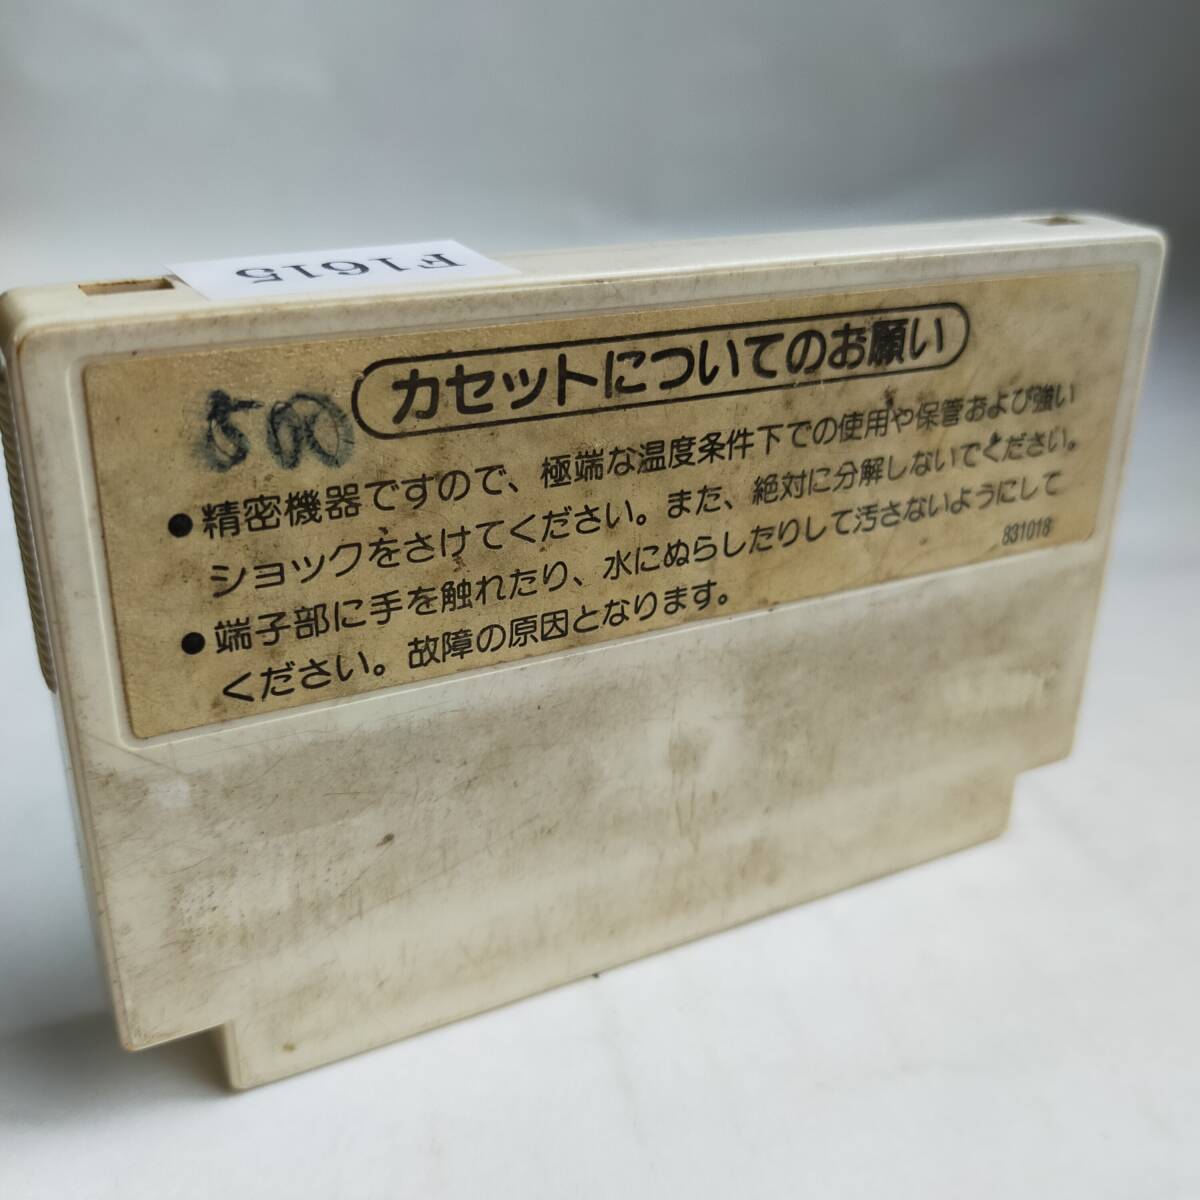 F1615
カセットについてのお願い
500
●精密機器ですので、極端な温度条件下での使用や保管および強い
ショックをさけてください。また、絶対に分解しないでください。
●端子部に手を触れたり、水にぬらしたりして汚さないようにして
ください。故障の原因となります。
831018